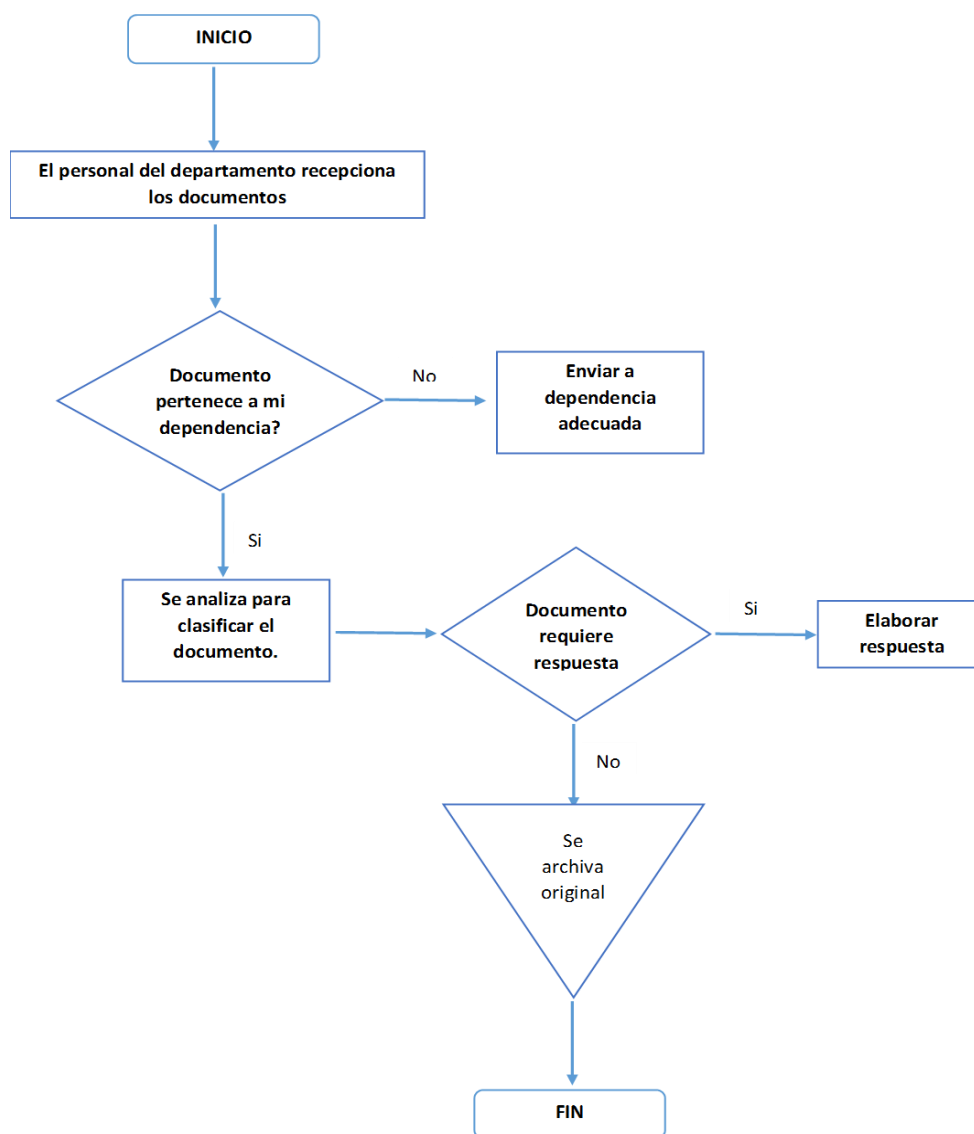 INICIO
El personal del departamento recepciona
los documentos
Documento
pertenece a mi
dependencia?
No
Enviar a
dependencia
adecuada
Si
Se analiza para
clasificar el
documento.
Documento
requiere
respuesta
Si
Elaborar
respuesta
No
Se
archiva
original
FIN